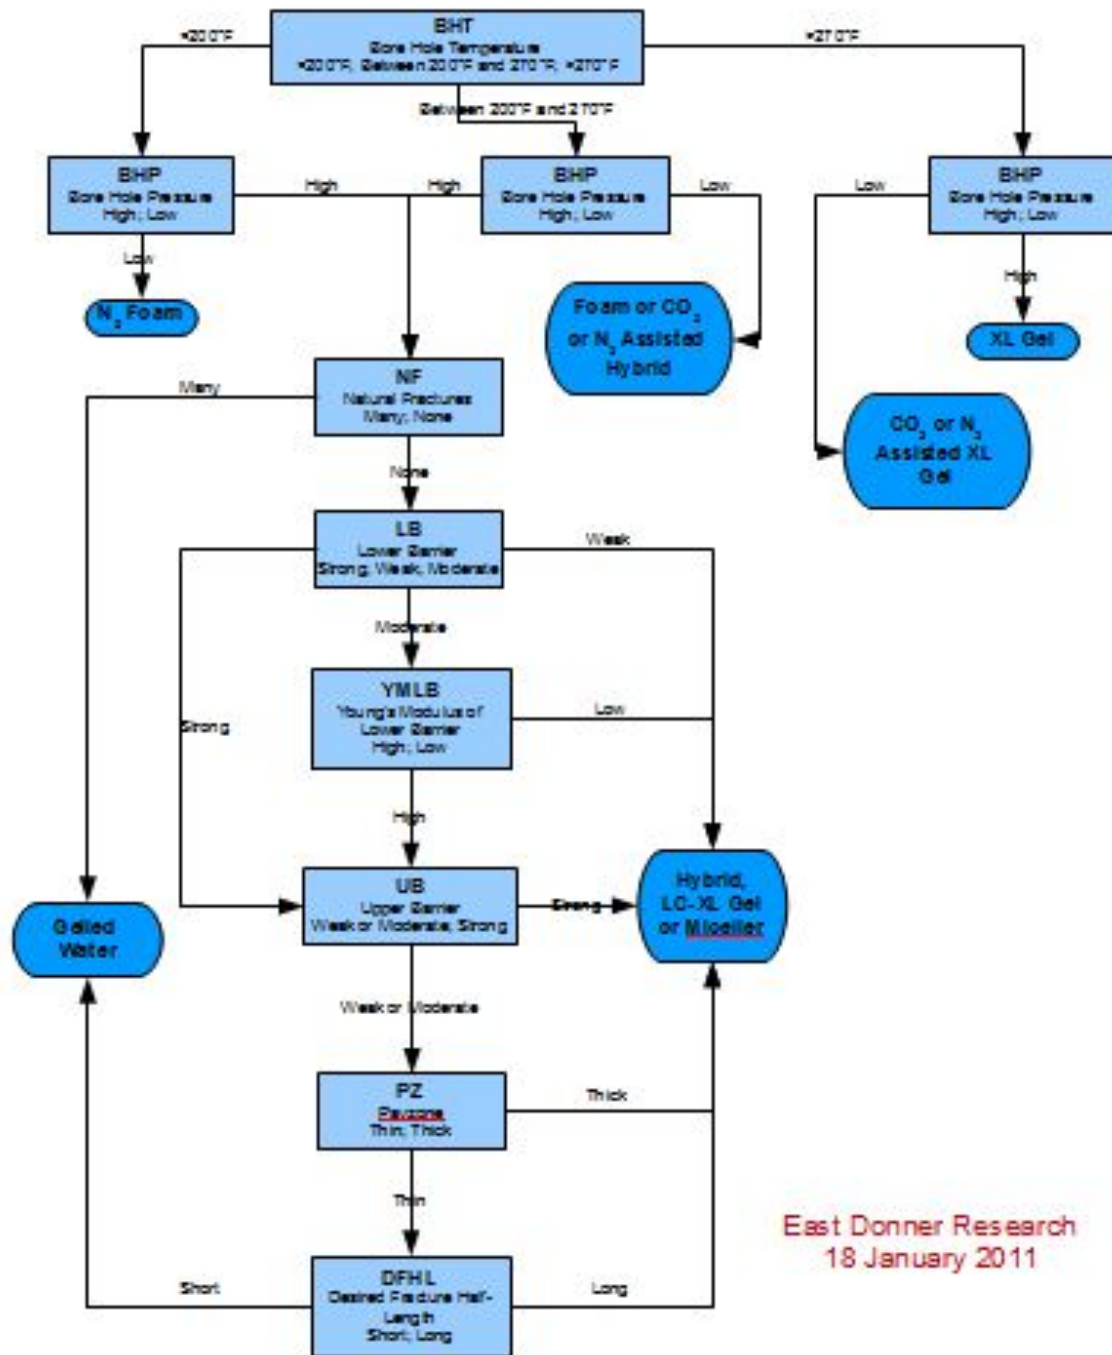 BHT
Bore Hole Temperature
<200°F; Between 200°F and 270°F; >270°F
<200°F
>270°F
Between 200°F and 270°F
BHP
Bore Hole Pressure
High; Low
High
High
BHP
Bore Hole Pressure
High; Low
Low
Low
BHP
Bore Hole Pressure
High; Low
Low
N2 Foam
Foam or CO2
or N2 Assisted
Hybrid
High
XL Gel
CO2 or N2
Assisted XL
Gel
Many
NF
Natural Fractures
Many; None
None
LB
Lower Barrier
Strong, Weak, Moderate
Weak
Moderate
Strong
YMLB
Young's Modulus of
Lower Barrier
High; Low
Low
High
UB
Upper Barrier
Weak or Moderate; Strong
Strong
Hybrid,
LC-XL Gel
or Miceller
Gelled
Water
Weak or Moderate
PZ
Payzone
Thin; Thick
Thick
Thin
DFHL
Desired Fracture Half-
Length
Short; Long
Short
Long
East Donner Research
18 January 2011